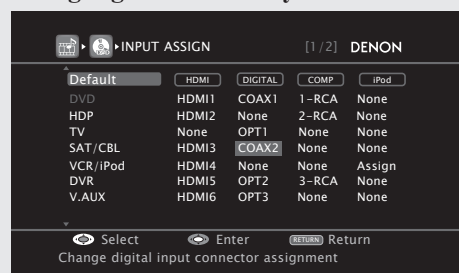 INPUT ASSIGN [1/2] DENON
Default HDMI DIGITAL COMP iPod
DVD HDMI1 COAX1 1-RCA None
HDP HDMI2 None 2-RCA None
TV None OPT1 None None
SAT/CBL HDMI3 COAX2 None None
VCR/iPod HDMI4 None None Assign
DVR HDMI5 OPT2 3-RCA None
V.AUX HDMI6 OPT3 None None
Select Enter RETURN Return
Change digital input connector assignment